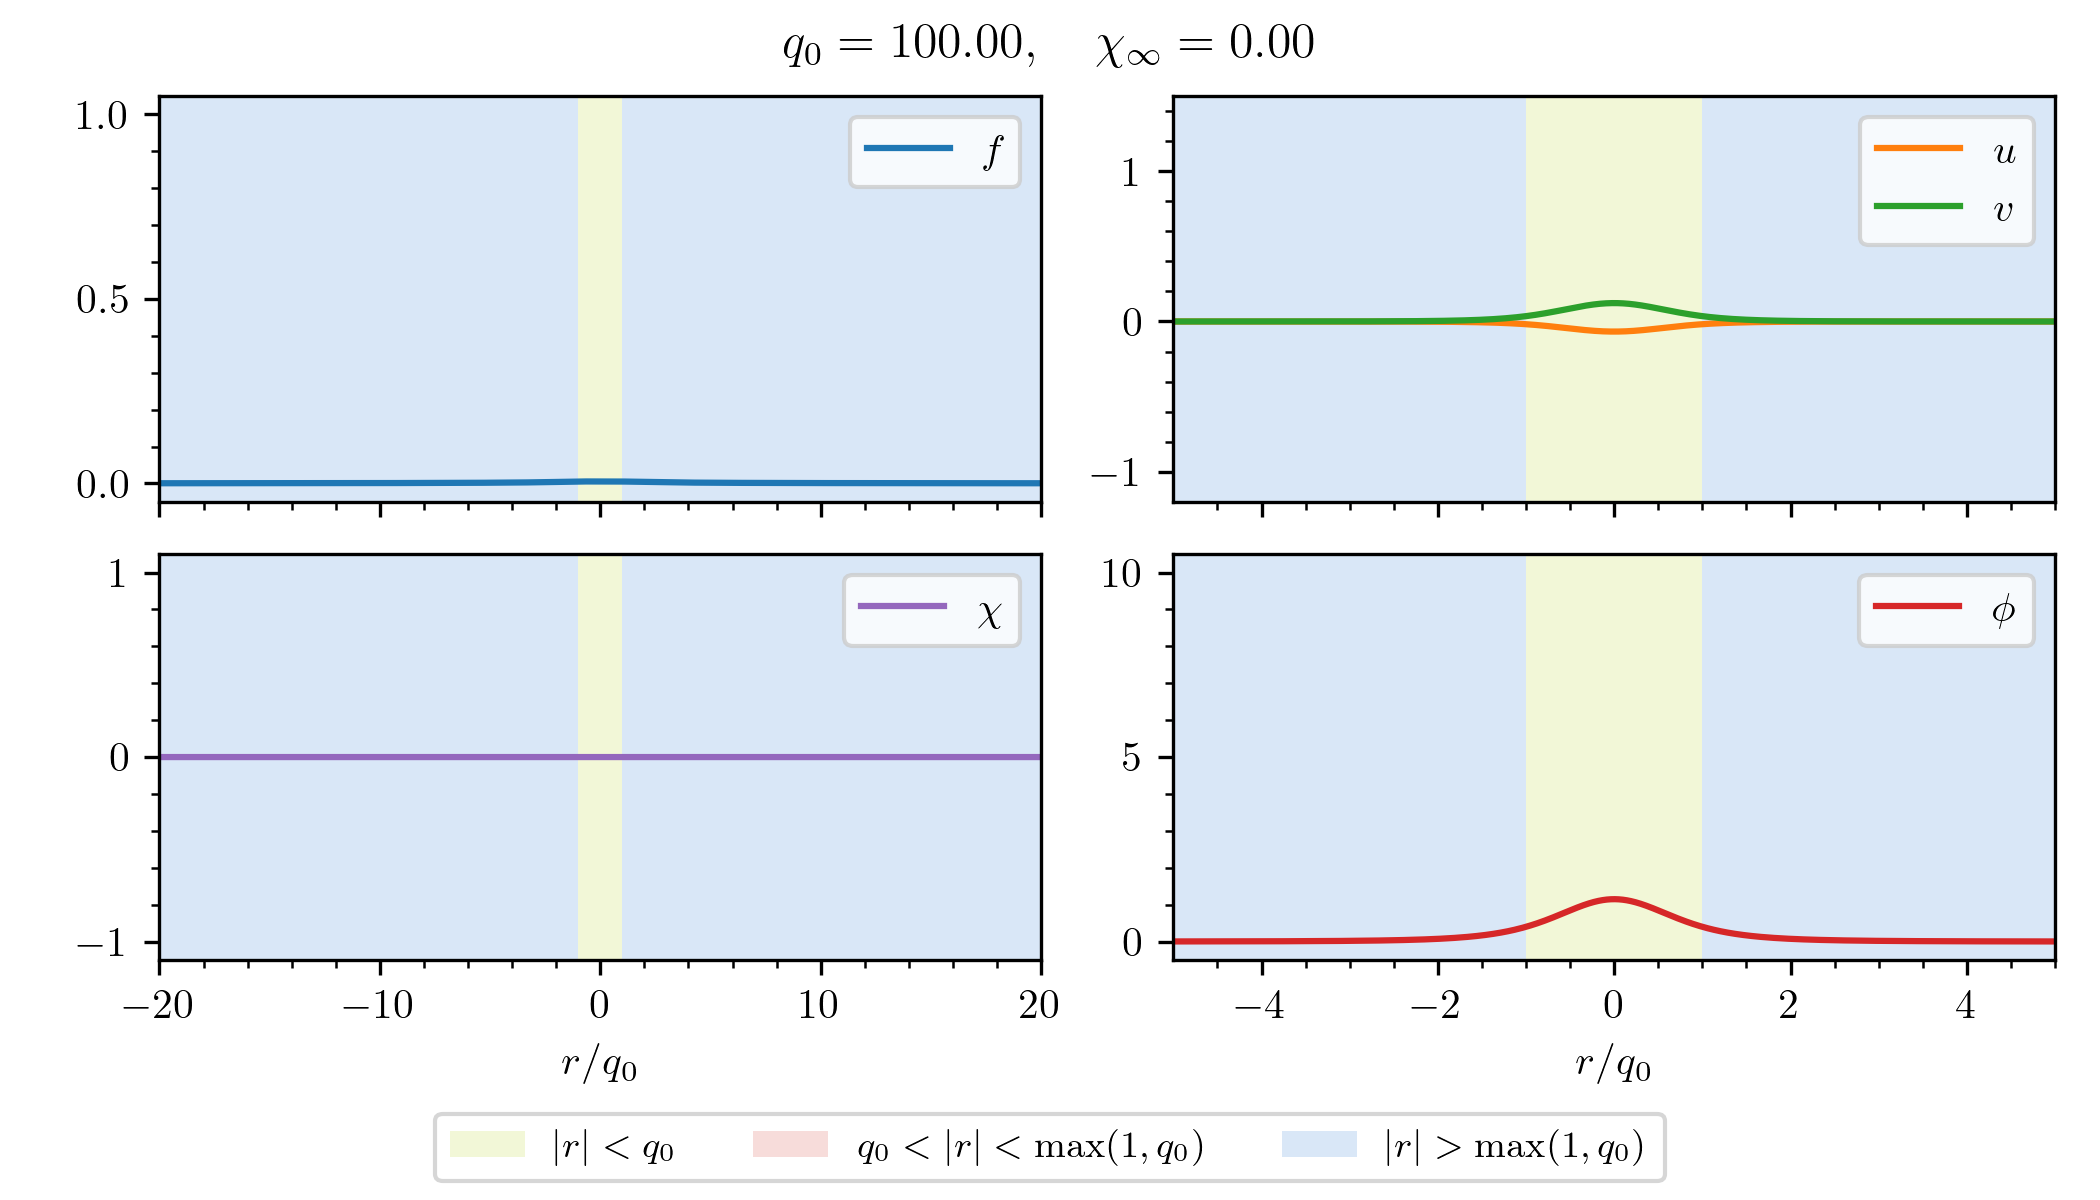 q₀ = 100.00, χ∞ = 0.00
1.0
0.5
0.0
f
1
0
−1
u
v
1
0
−1
χ
−20 −10 0 10 20
r/q₀
10
5
0
ϕ
−4 −2 0 2 4
r/q₀
|r| < q₀ q₀ < |r| < max(1, q₀) |r| > max(1, q₀)